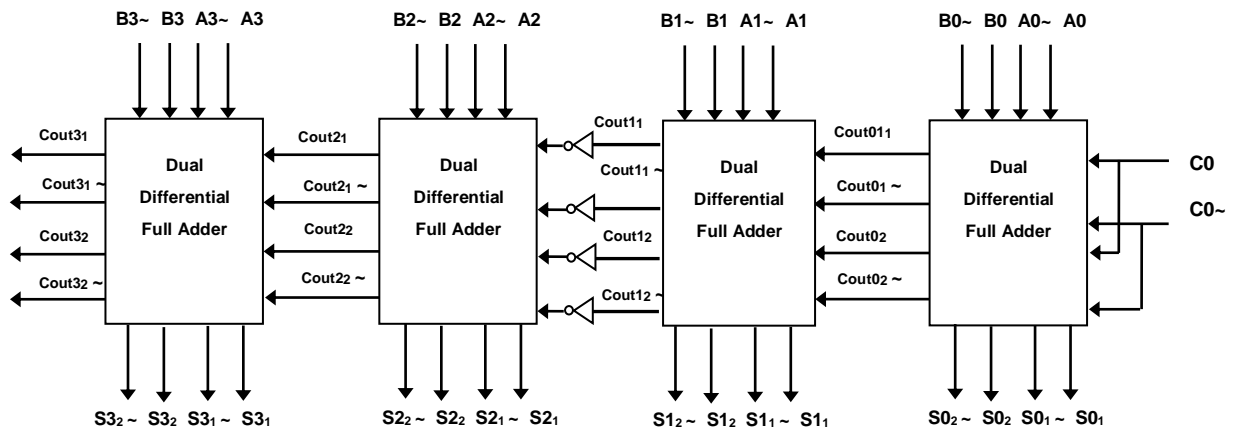 B3~ B3 A3~ A3
B2~ B2 A2~ A2
B1~ B1 A1~ A1
B0~ B0 A0~ A0
Cout3₁
Cout3₁ ~
Cout3₂
Cout3₂ ~
Dual
Differential
Full Adder
Cout2₁
Cout2₁ ~
Cout2₂
Cout2₂ ~
Dual
Differential
Full Adder
Cout1₁
Cout1₁ ~
Cout1₂
Cout1₂ ~
Dual
Differential
Full Adder
Cout01₁
Cout0₁ ~
Cout0₂
Cout0₂ ~
Dual
Differential
Full Adder
C0
C0~
S3₂ ~ S3₂ S3₁ ~ S3₁
S2₂ ~ S2₂ S2₁ ~ S2₁
S1₂ ~ S1₂ S1₁ ~ S1₁
S0₂ ~ S0₂ S0₁ ~ S0₁